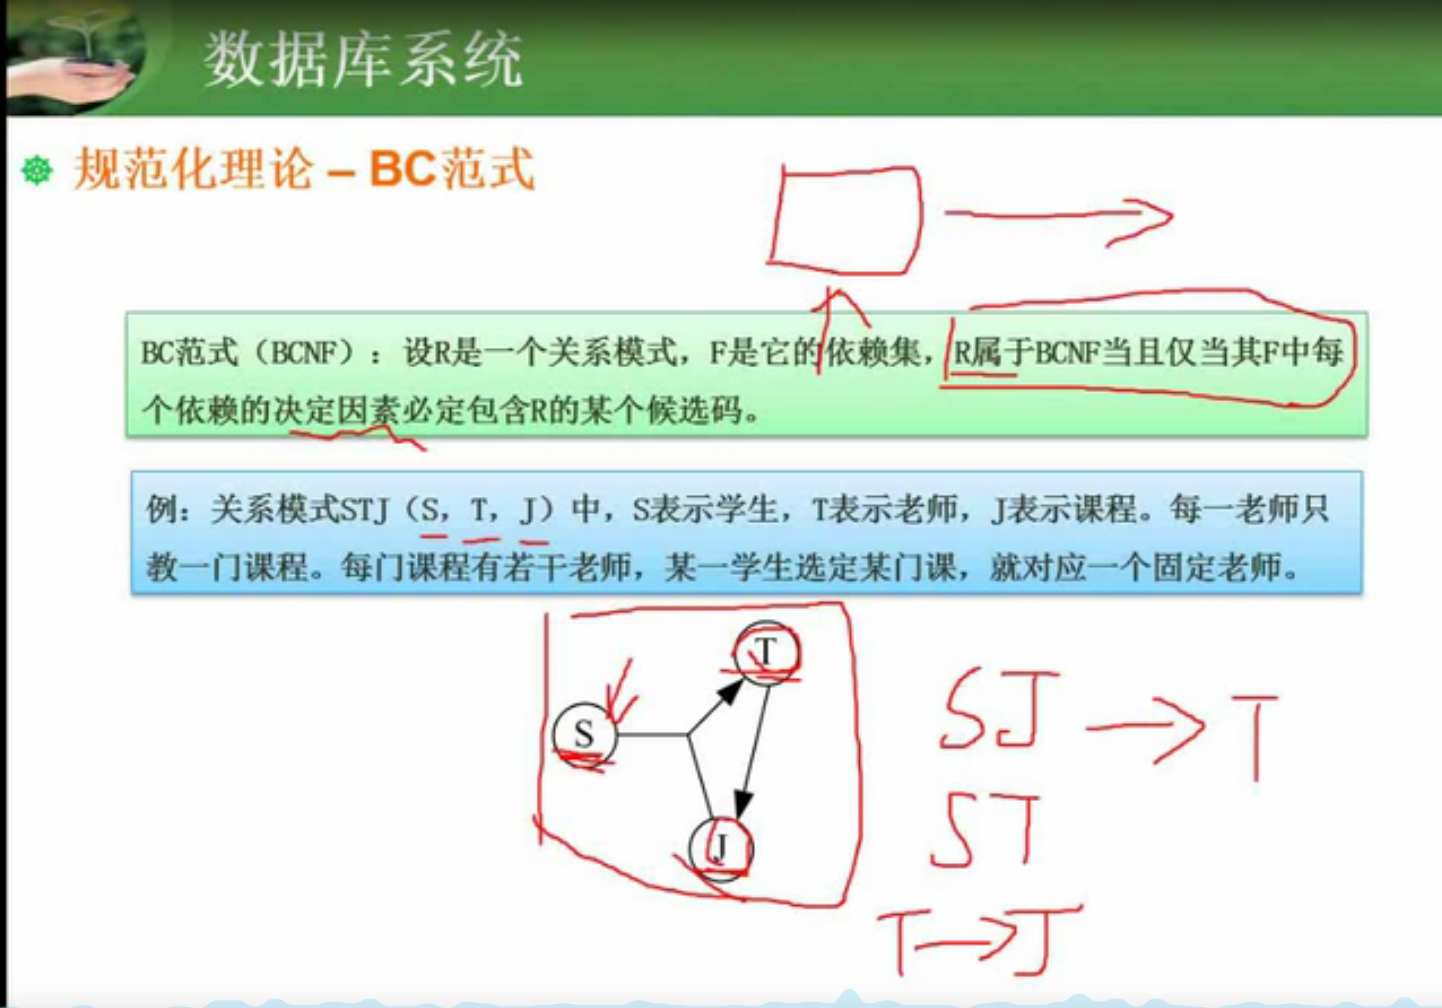 数据库系统
规范化理论 – BC范式
BC范式（BCNF）：设R是一个关系模式，F是它的依赖集，R属于BCNF当且仅当其F中每
个依赖的决定因素必定包含R的某个候选码。
例：关系模式STJ（S，T，J）中，S表示学生，T表示老师，J表示课程。每一老师只
教一门课程。每门课程有若干老师，某一学生选定某门课，就对应一个固定老师。
T
S
J
SJ → T
ST
T→J